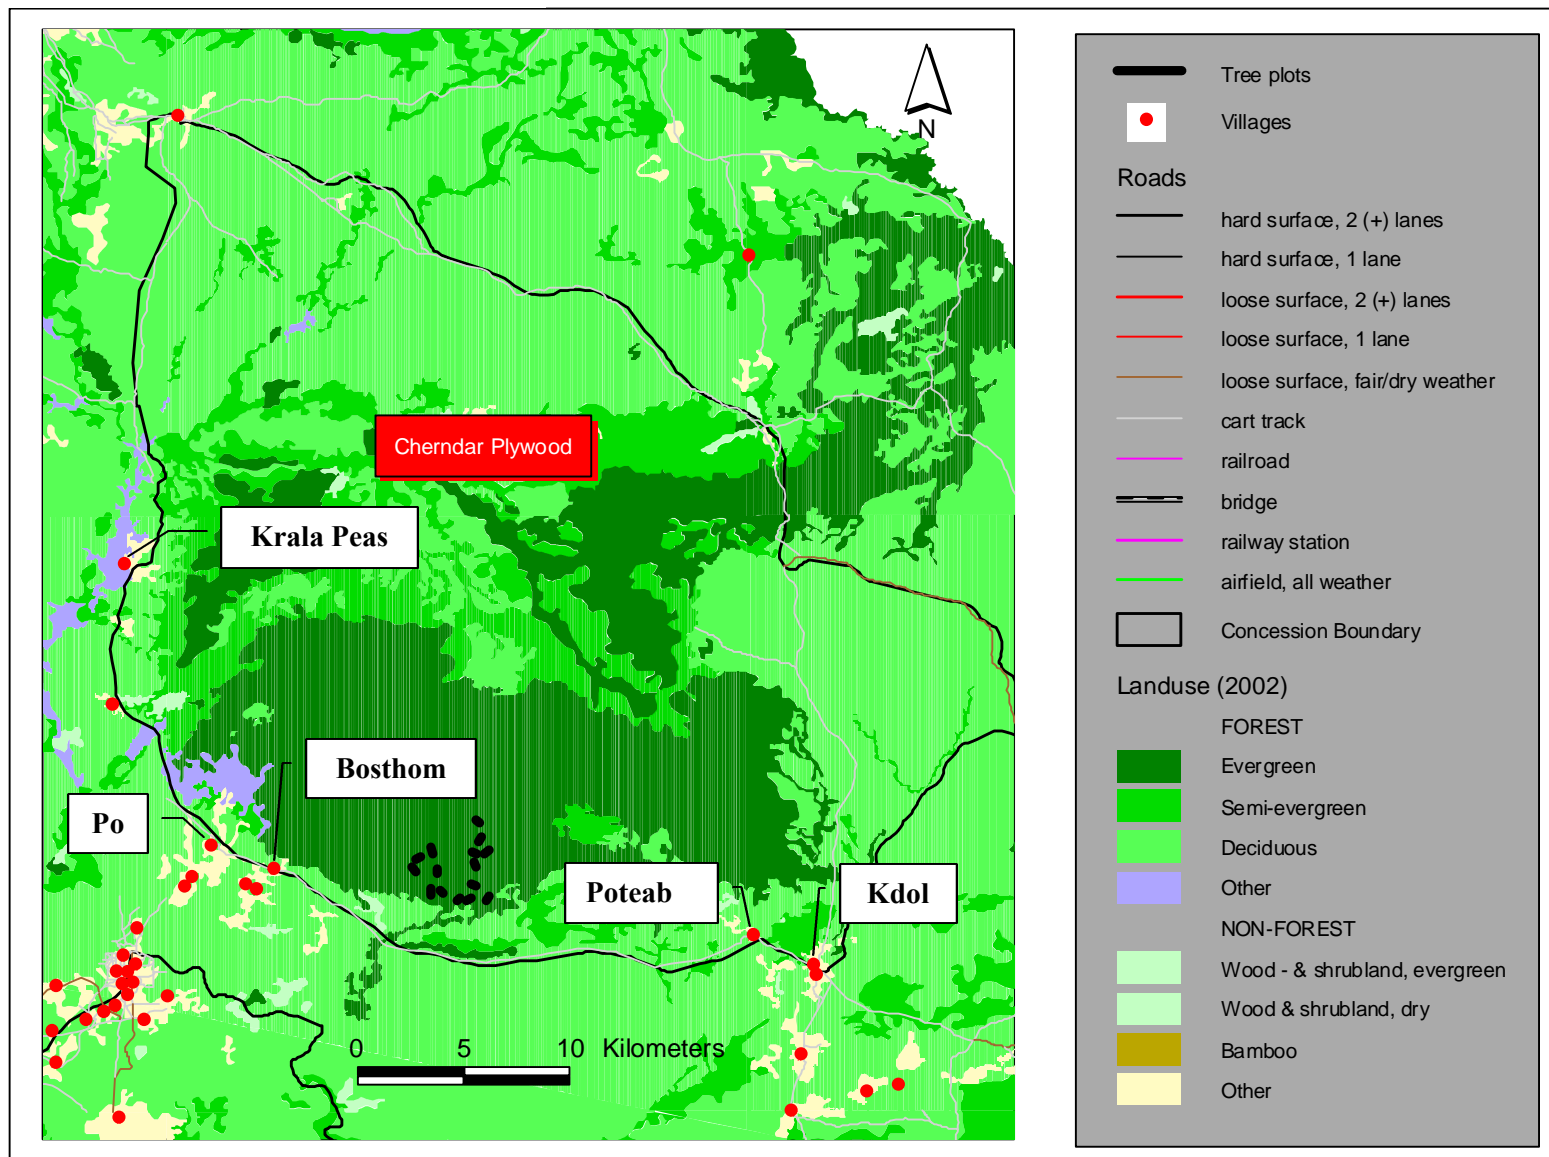 N
Cherndar Plywood
Krala Peas
Bosthom
Po
Poteab
Kdol
0 5 10 Kilometers
Tree plots
Villages
Roads
hard surface, 2 (+) lanes
hard surface, 1 lane
loose surface, 2 (+) lanes
loose surface, 1 lane
loose surface, fair/dry weather
cart track
railroad
bridge
railway station
airfield, all weather
Concession Boundary
Landuse (2002)
FOREST
Evergreen
Semi-evergreen
Deciduous
Other
NON-FOREST
Wood - & shrubland, evergreen
Wood & shrubland, dry
Bamboo
Other